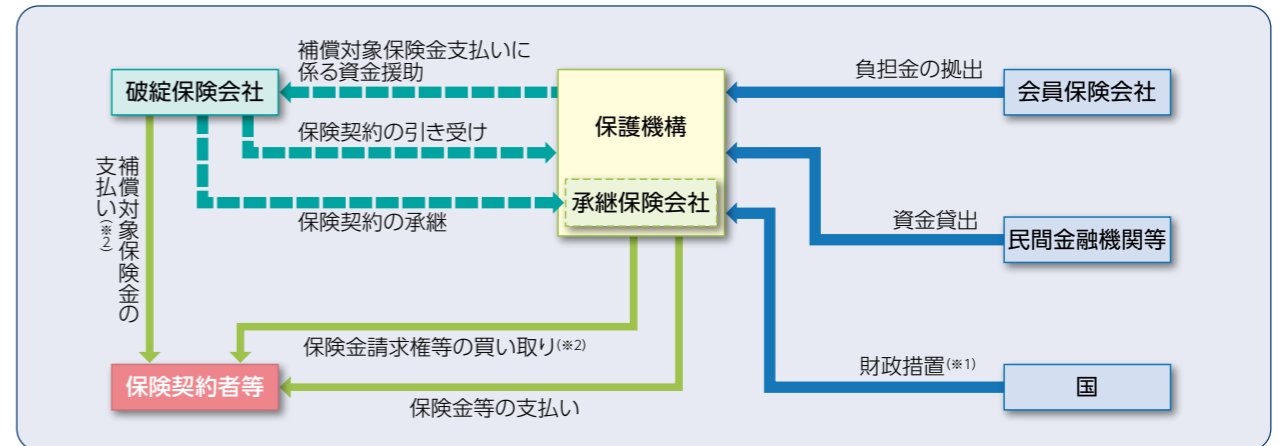 補償対象保険金支払いに
係る資金援助
破綻保険会社
保護機構
負担金の拠出
会員保険会社
保険契約の引き受け
補償対象保険金の
支払い(※2)
承継保険会社
保険契約の承継
資金貸出
民間金融機関等
保険金請求権等の買い取り(※2)
財政措置(※1)
保険契約者等
保険金等の支払い
国